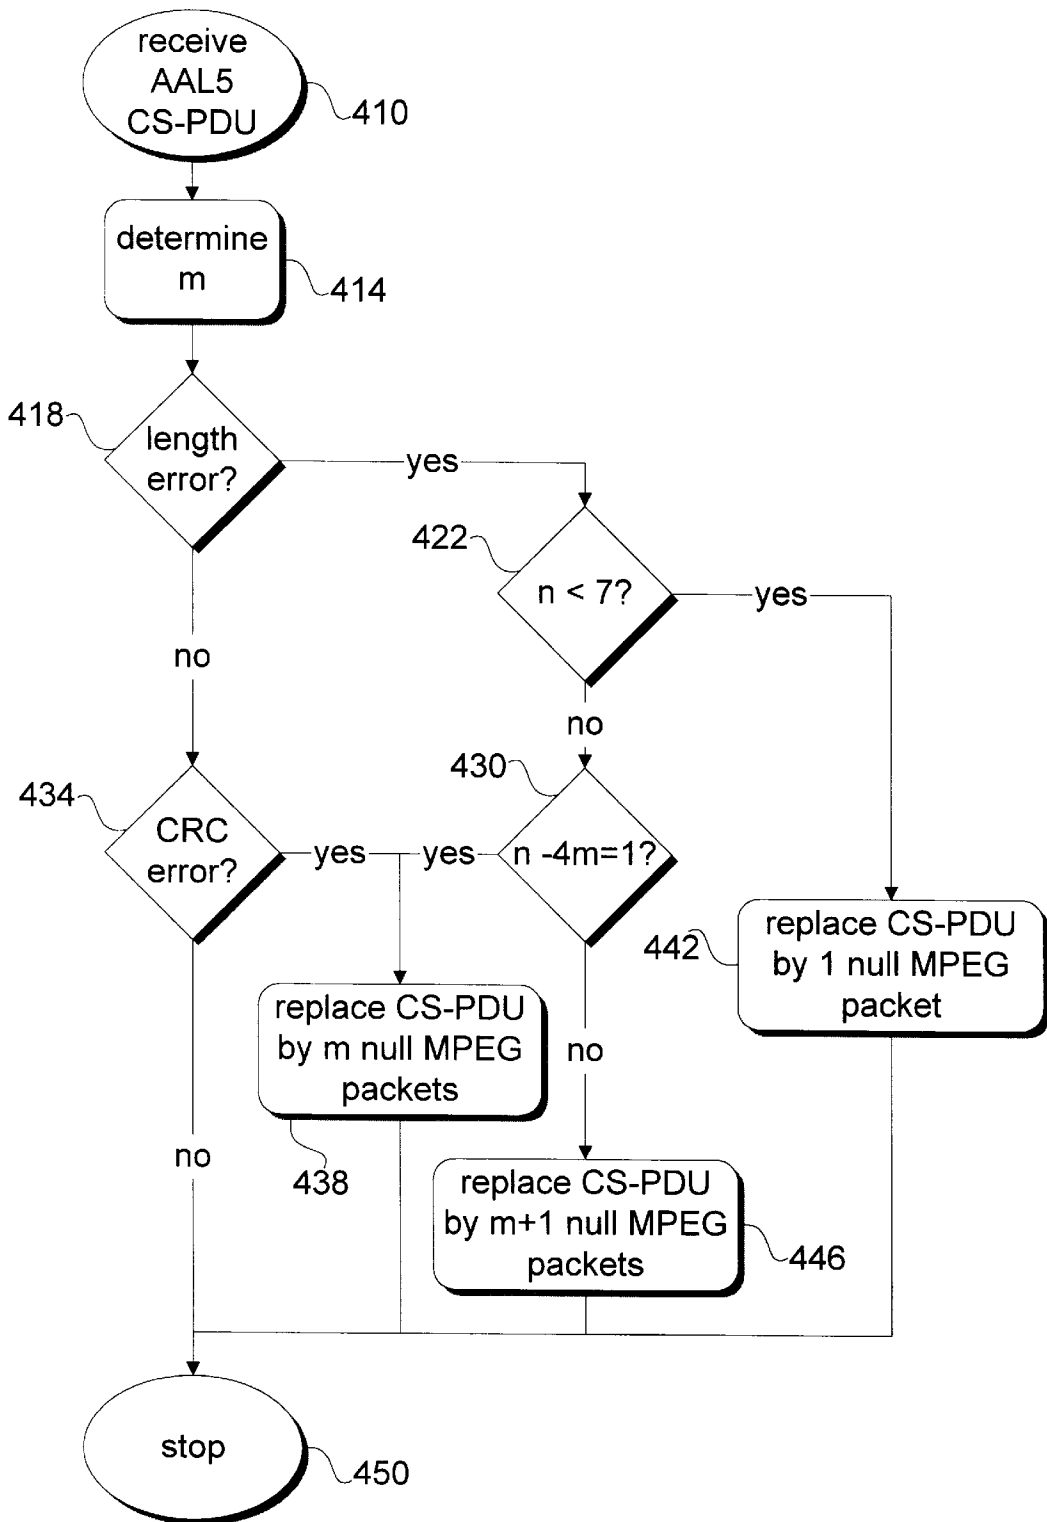 receive
AAL5
CS-PDU
410
determine
m
414
418
length
error?
yes
422
n < 7?
yes
no
no
430
434
CRC
error?
yes
yes
n -4m=1?
442
replace CS-PDU
by 1 null MPEG
packet
replace CS-PDU
by m null MPEG
packets
no
438
no
replace CS-PDU
by m+1 null MPEG
packets
446
stop
450